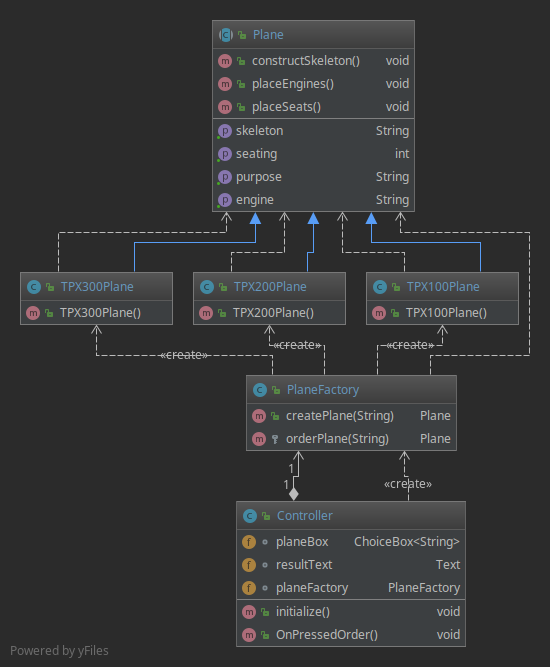 Plane
constructSkeleton() void
placeEngines() void
placeSeats() void
skeleton String
seating int
purpose String
engine String
TPX300Plane TPX200Plane TPX100Plane
TPX300Plane() TPX200Plane() TPX100Plane()
«create» «create» «create»
PlaneFactory
createPlane(String) Plane
orderPlane(String) Plane
1
1 «create»
Controller
planeBox ChoiceBox<String>
resultText Text
planeFactory PlaneFactory
initialize() void
OnPressedOrder() void
Powered by yFiles